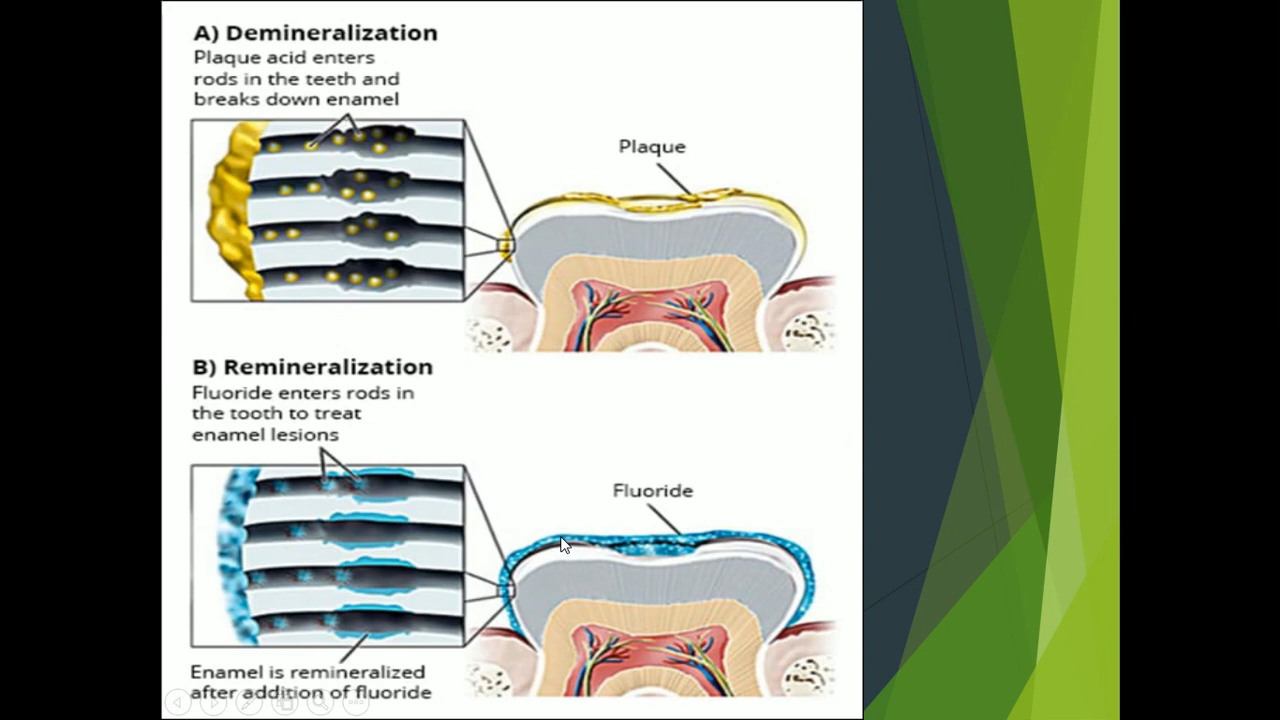 A) Demineralization
Plaque acid enters
rods in the teeth and
breaks down enamel
Plaque
B) Remineralization
Fluoride enters rods in
the tooth to treat
enamel lesions
Fluoride
Enamel is remineralized
after addition of fluoride